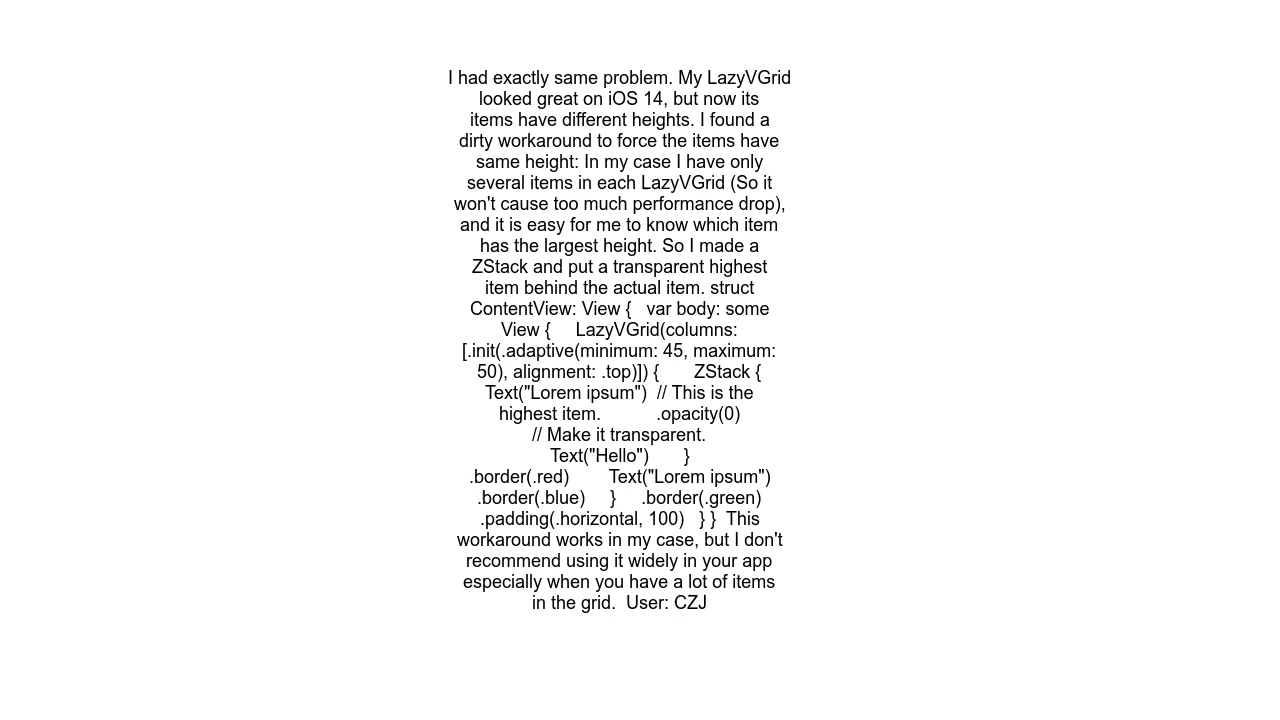 I had exactly same problem. My LazyVGrid
looked great on iOS 14, but now its
items have different heights. I found a
dirty workaround to force the items have
same height: In my case I have only
several items in each LazyVGrid (So it
won't cause too much performance drop),
and it is easy for me to know which item
has the largest height. So I made a
ZStack and put a transparent highest
item behind the actual item. struct
ContentView: View {   var body: some
View {     LazyVGrid(columns:
[.init(.adaptive(minimum: 45, maximum:
50), alignment: .top)]) {       ZStack {
Text("Lorem ipsum")  // This is the
highest item.           .opacity(0)
// Make it transparent.
Text("Hello")       }
.border(.red)        Text("Lorem ipsum")
.border(.blue)     }     .border(.green)
.padding(.horizontal, 100)   } }  This
workaround works in my case, but I don't
recommend using it widely in your app
especially when you have a lot of items
in the grid.  User: CZJ